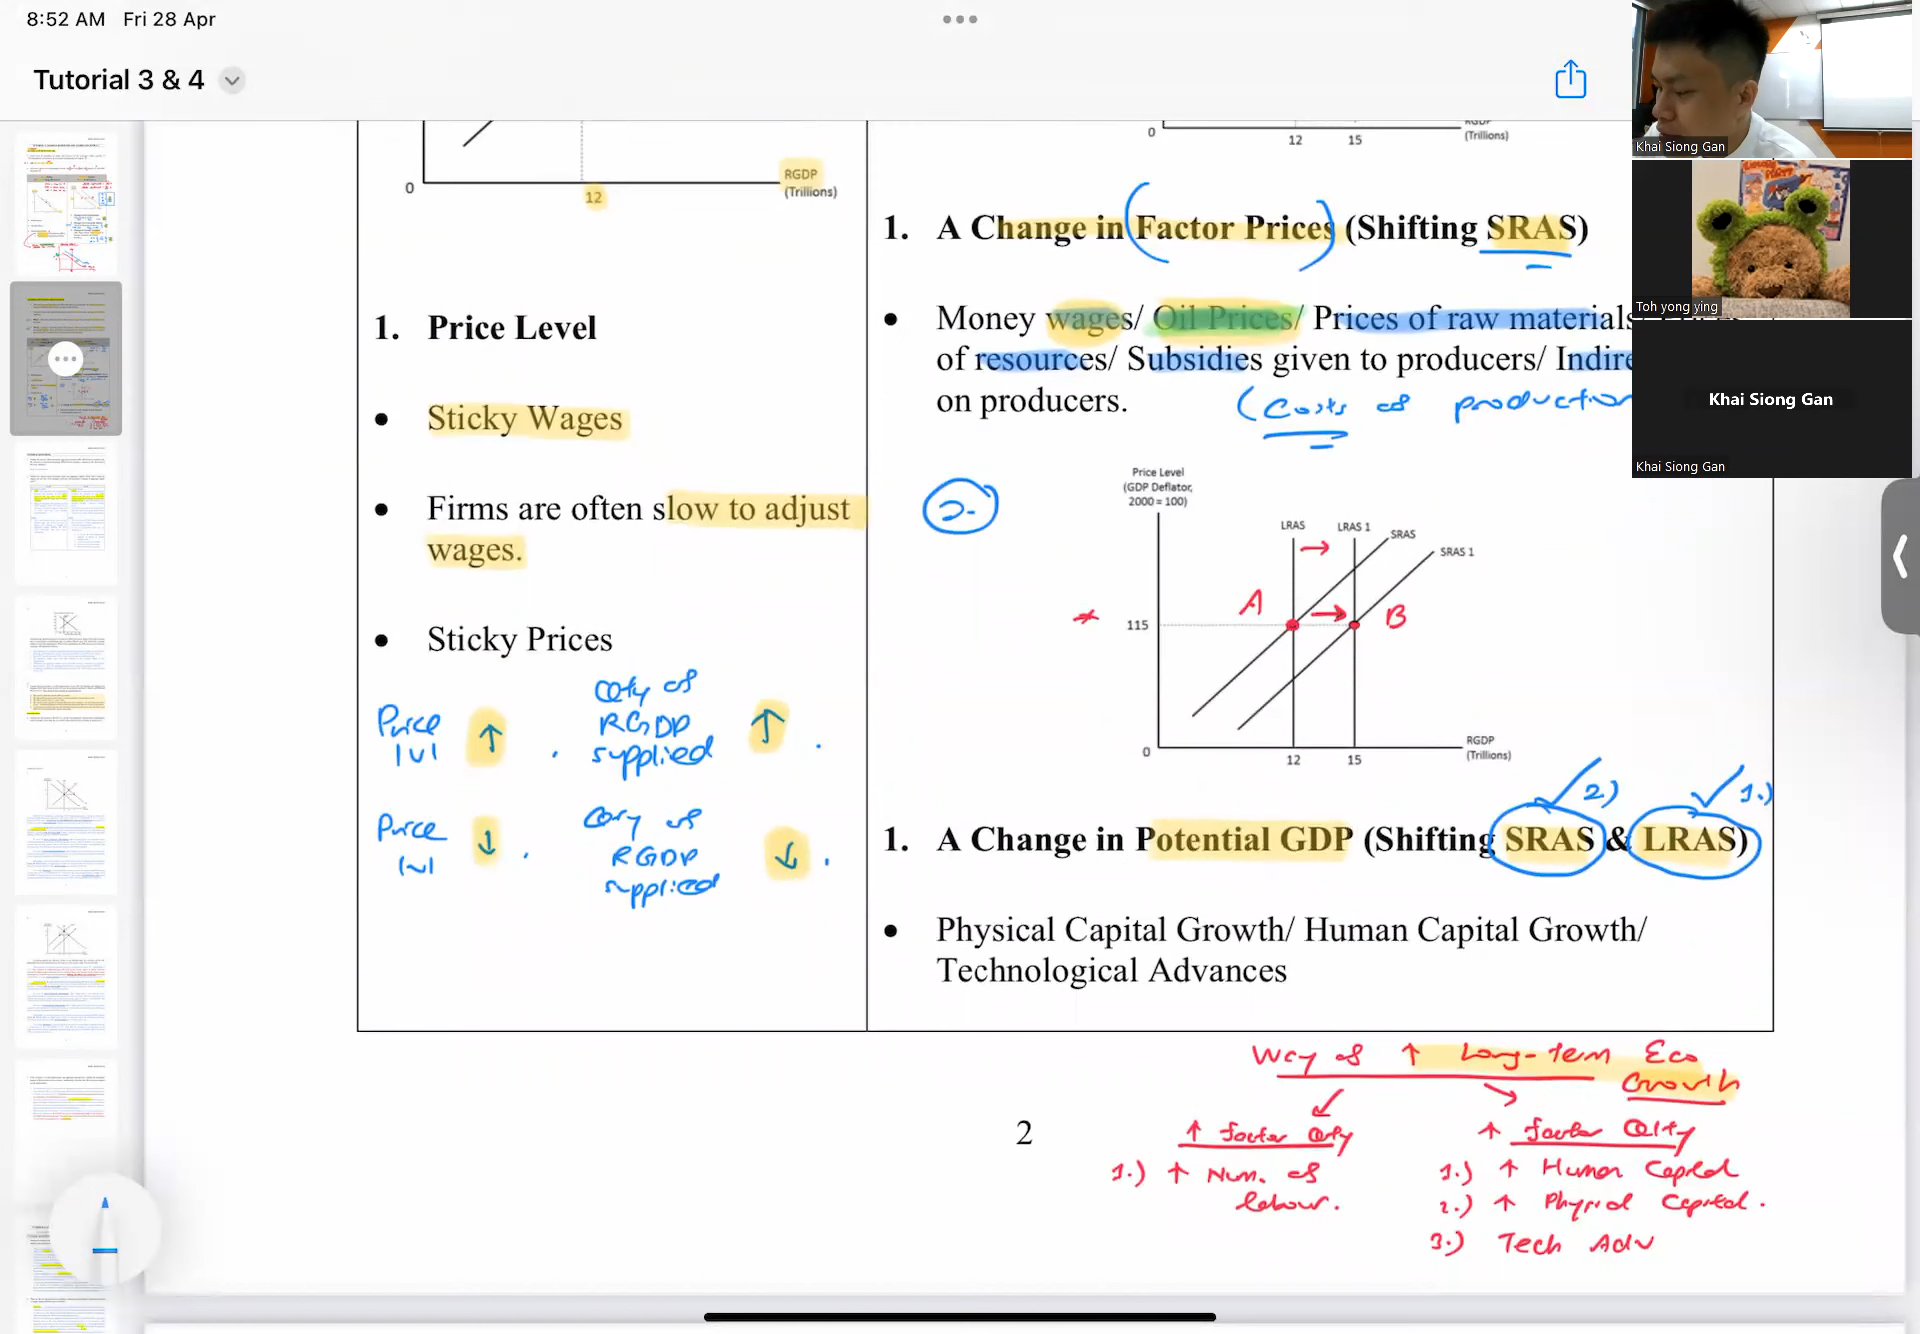 8:52 AM Fri 28 Apr
Tutorial 3 & 4
0
12
RGDP
(Trillions)
1. Price Level
• Sticky Wages
• Firms are often slow to adjust
wages.
• Sticky Prices
Price
lvl ↑ . Qty of
RGDP
supplied ↑ .
Price
lvl ↓ . Qty of
RGDP
supplied ↓ .
0
12
15
(Trillions)
1. A Change in (Factor Prices) (Shifting SRAS)
• Money wages/ Oil Prices/ Prices of raw materials
of resources/ Subsidies given to producers/ Indire
on producers. (Costs of production
2.
Price Level
(GDP Deflator,
2000 = 100)
LRAS → LRAS 1
SRAS
SRAS 1
A → B
115
0
12
15
RGDP
(Trillions)
2) 1.)
1. A Change in Potential GDP (Shifting SRAS & LRAS)
• Physical Capital Growth/ Human Capital Growth/
Technological Advances
Way of ↑ Long-term Eco
Growth
2
↑ factor Qty
1.) ↑ Num. of
labour.
↑ factor Qlty
1.) ↑ Human Capital
2.) ↑ Physical Capital.
3.) Tech Adv
Khai Siong Gan
Toh yong ying
Khai Siong Gan
Khai Siong Gan